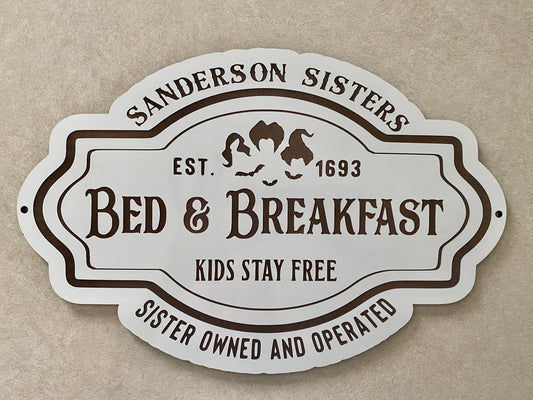 SANDERSON SISTERS
EST. 1693
BED & BREAKFAST
KIDS STAY FREE
SISTER OWNED AND OPERATED